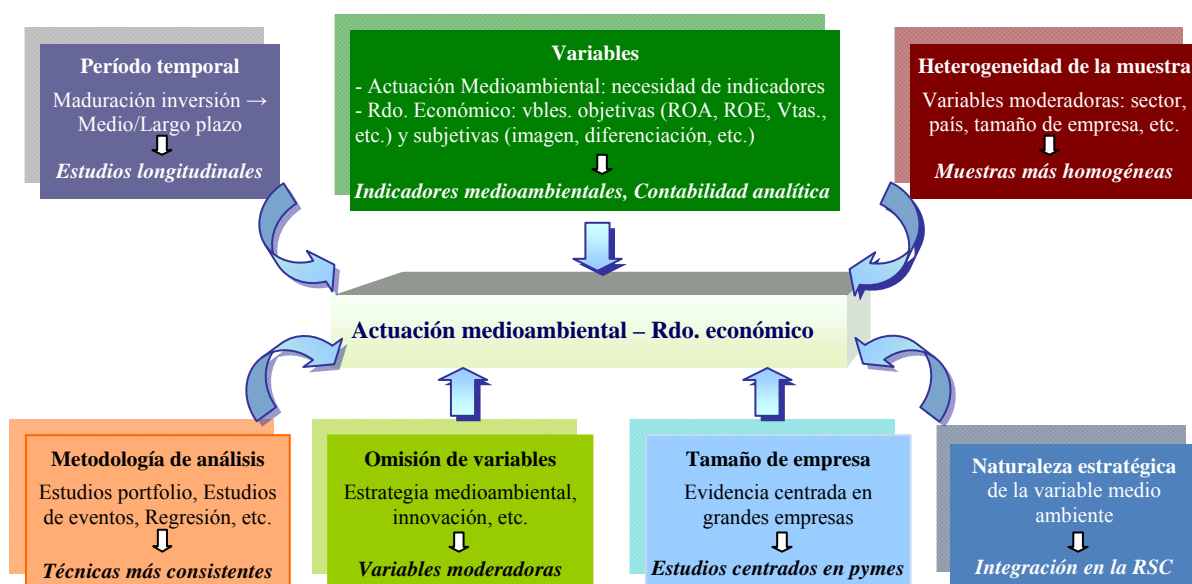 Período temporal
Maduración inversión →
Medio/Largo plazo
Estudios longitudinales
Variables
- Actuación Medioambiental: necesidad de indicadores
- Rdo. Económico: vbles. objetivas (ROA, ROE, Vtas.,
etc.) y subjetivas (imagen, diferenciación, etc.)
Indicadores medioambientales, Contabilidad analítica
Heterogeneidad de la muestra
Variables moderadoras: sector,
país, tamaño de empresa, etc.
Muestras más homogéneas
Actuación medioambiental – Rdo. económico
Metodología de análisis
Estudios portfolio, Estudios
de eventos, Regresión, etc.
Técnicas más consistentes
Omisión de variables
Estrategia medioambiental,
innovación, etc.
Variables moderadoras
Tamaño de empresa
Evidencia centrada en
grandes empresas
Estudios centrados en pymes
Naturaleza estratégica
de la variable medio
ambiente
Integración en la RSC